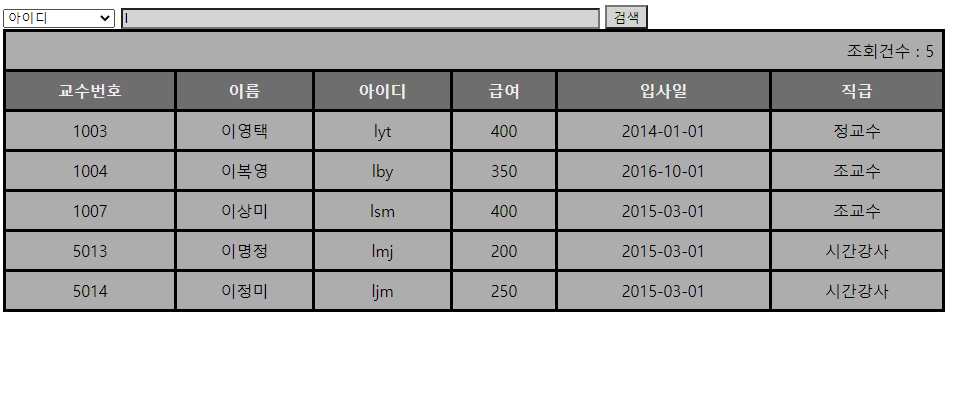 아이디 l 검색
조회건수 : 5
교수번호 이름 아이디 급여 입사일 직급
1003 이영택 lyt 400 2014-01-01 정교수
1004 이복영 lby 350 2016-10-01 조교수
1007 이상미 lsm 400 2015-03-01 조교수
5013 이명정 lmj 200 2015-03-01 시간강사
5014 이정미 ljm 250 2015-03-01 시간강사